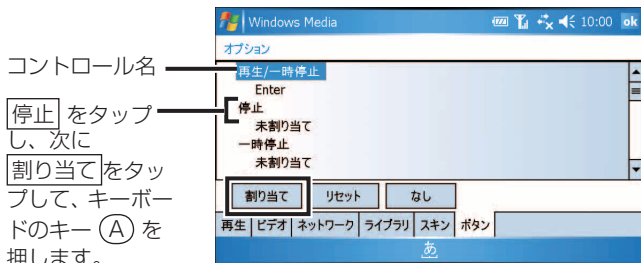 コントロール名
停止 をタップ
し、次に
割り当て をタッ
プして、キーボー
ドのキー A を
押します。
Windows Media 10:00 ok
オプション
再生/一時停止
Enter
停止
未割り当て
一時停止
未割り当て
割り当て リセット なし
再生 ビデオ ネットワーク ライブラリ スキン ボタン
あ